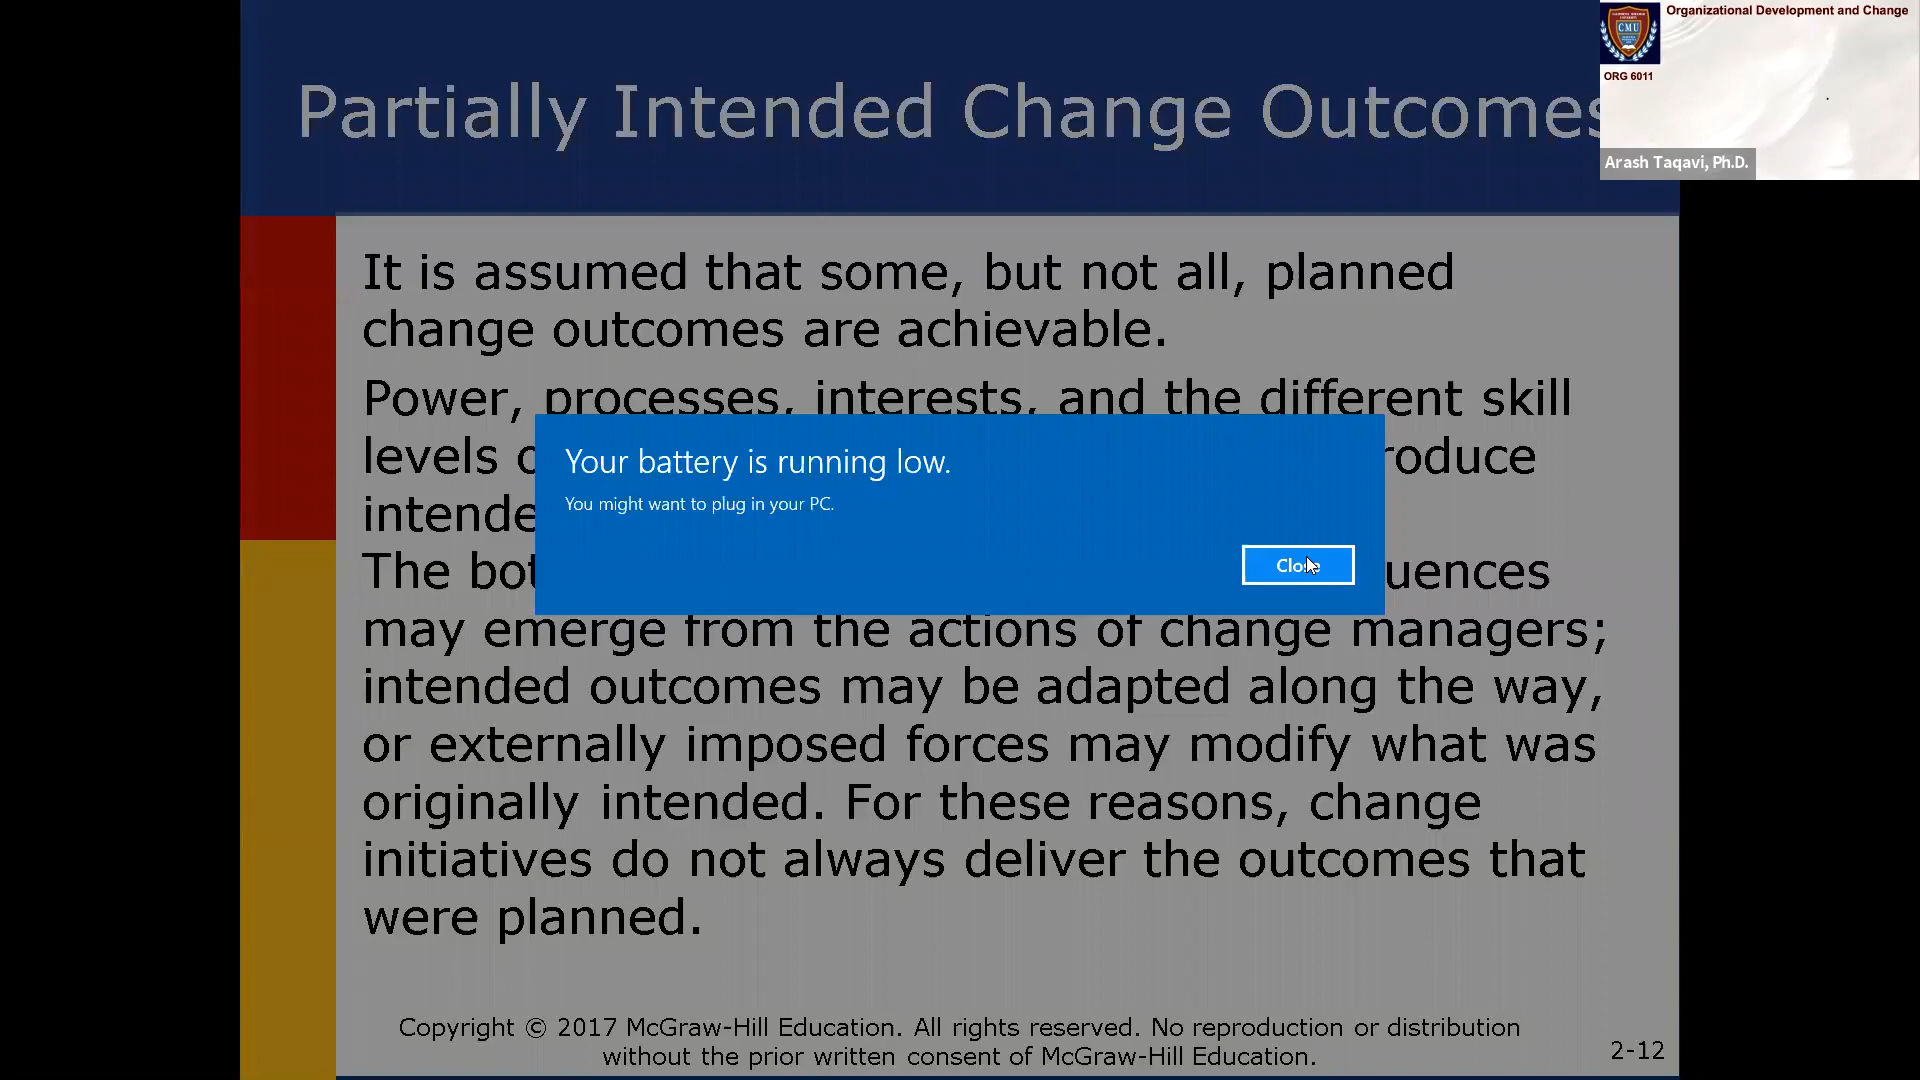 Partially Intended Change Outcomes
Organizational Development and Change
CMU
ORG 6011
Arash Taqavi, Ph.D.
It is assumed that some, but not all, planned
change outcomes are achievable.
Power, processes, interests, and the different skill
levels
intende
The
may emerge from the actions of change managers;
intended outcomes may be adapted along the way,
or externally imposed forces may modify what was
originally intended. For these reasons, change
initiatives do not always deliver the outcomes that
were planned.
Your battery is running low.
You might want to plug in your PC.
Close
Copyright © 2017 McGraw-Hill Education. All rights reserved. No reproduction or distribution
without the prior written consent of McGraw-Hill Education.
2-12